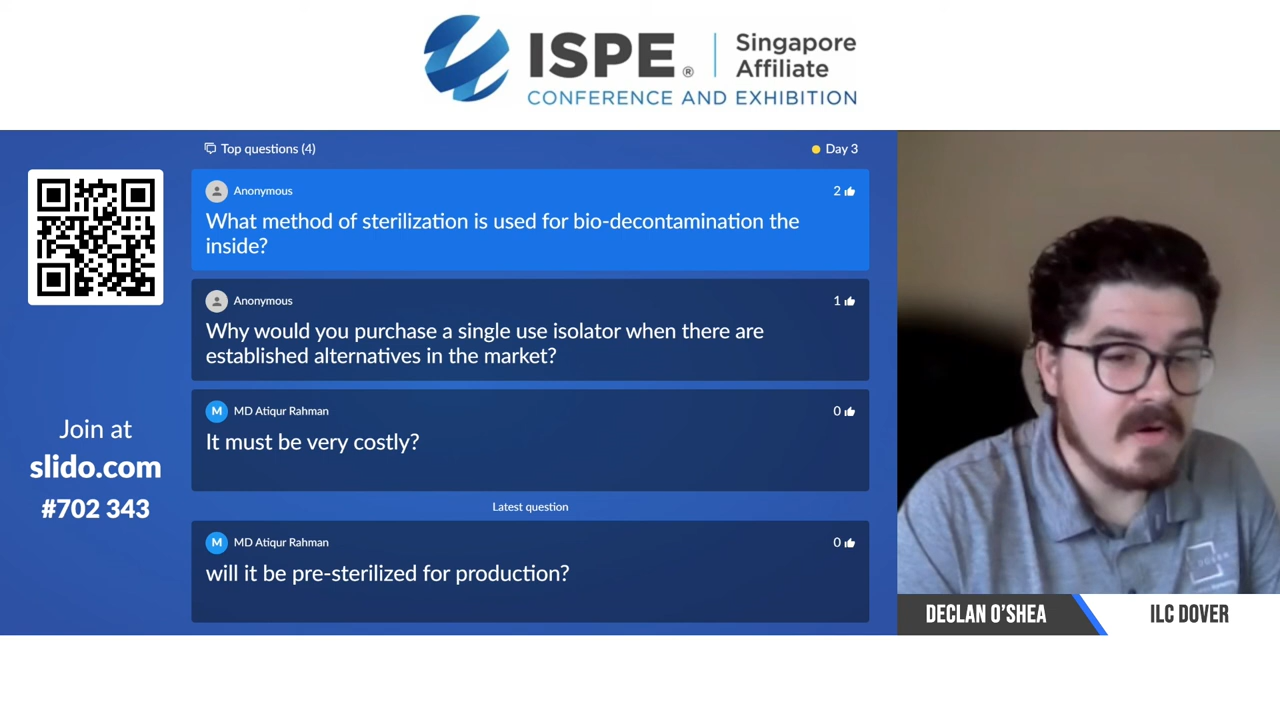 ISPE® | Singapore
Affiliate
CONFERENCE AND EXHIBITION
Top questions (4)
Day 3
Anonymous
2
What method of sterilization is used for bio-decontamination the
inside?
Anonymous
1
Why would you purchase a single use isolator when there are
established alternatives in the market?
M MD Atiqur Rahman
0
It must be very costly?
Latest question
M MD Atiqur Rahman
0
will it be pre-sterilized for production?
Join at
slido.com
#702 343
DECLAN O'SHEA
ILC DOVER